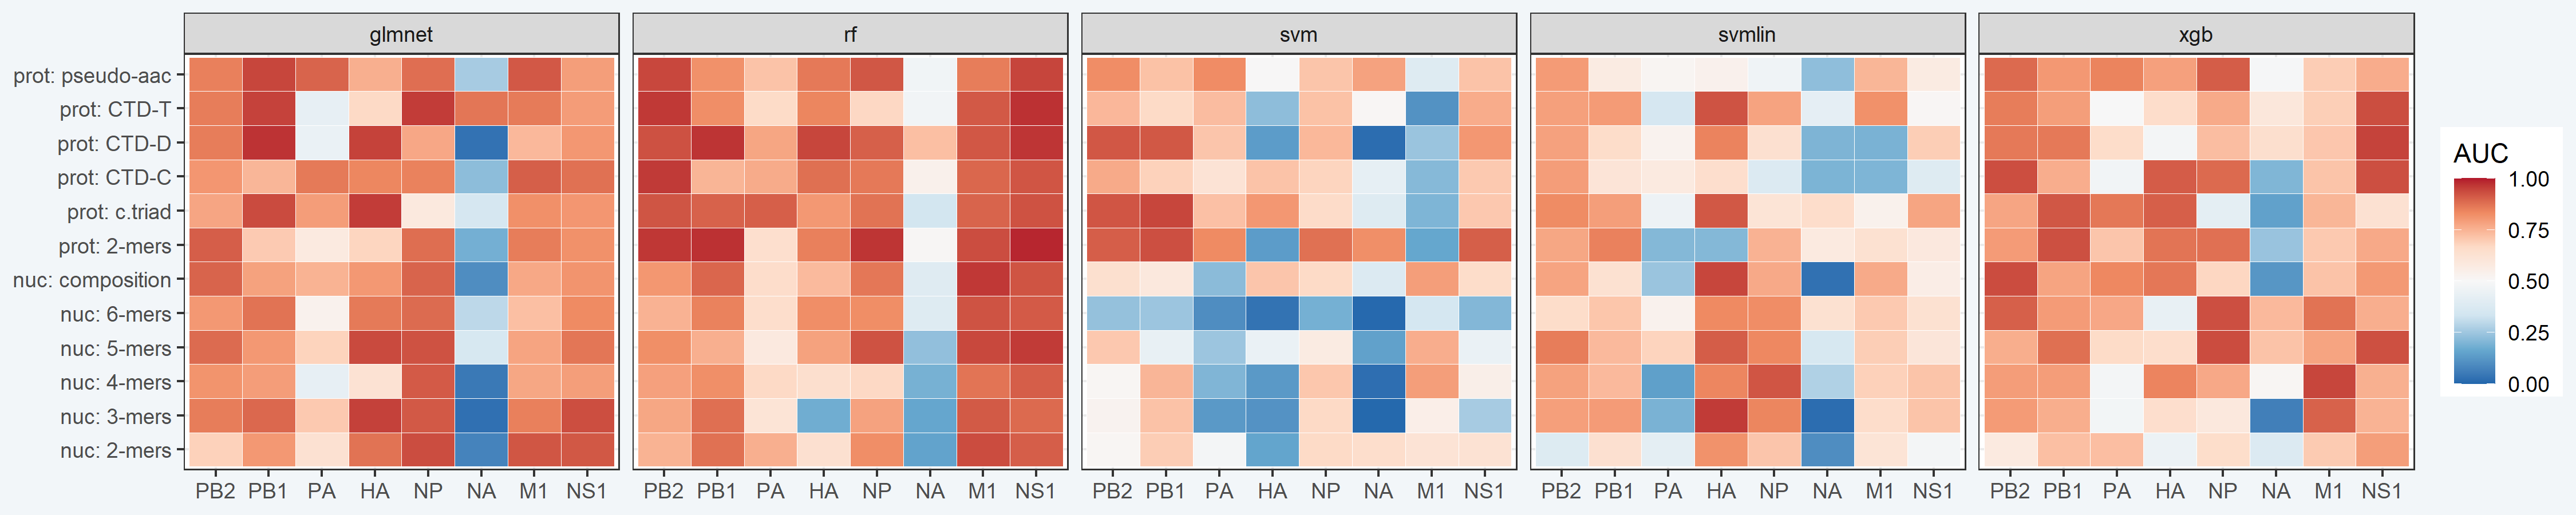 glmnet rf svm svmlin xgb
prot: pseudo-aac
prot: CTD-T
prot: CTD-D
prot: CTD-C
prot: c.triad
prot: 2-mers
nuc: composition
nuc: 6-mers
nuc: 5-mers
nuc: 4-mers
nuc: 3-mers
nuc: 2-mers
PB2 PB1 PA HA NP NA M1 NS1 PB2 PB1 PA HA NP NA M1 NS1 PB2 PB1 PA HA NP NA M1 NS1 PB2 PB1 PA HA NP NA M1 NS1 PB2 PB1 PA HA NP NA M1 NS1
AUC
1.00
0.75
0.50
0.25
0.00